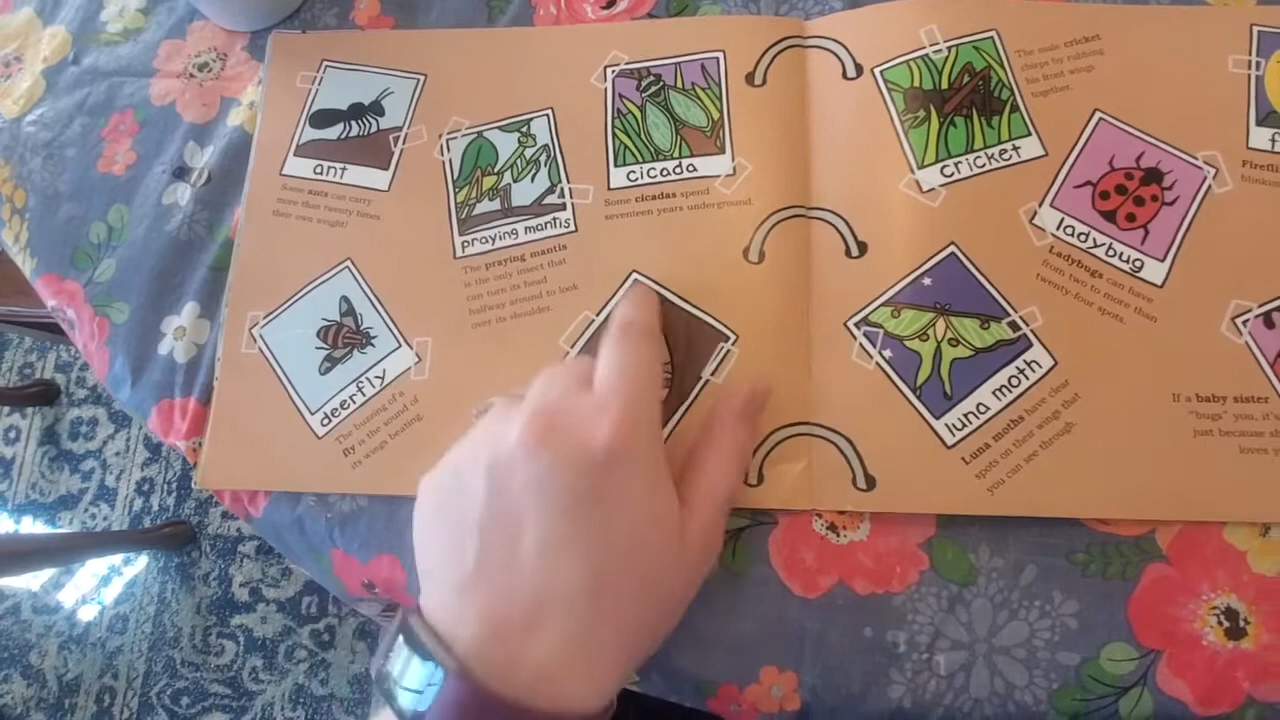 ant
Some ants can carry
more than twenty times
their own weight!
praying mantis
The praying mantis
is the only insect that
can turn its head
halfway around to look
over its shoulder.
cicada
Some cicadas spend
seventeen years underground.
deerfly
The buzzing of a
fly is the sound of
its wings beating.
cricket
The male cricket
chirps by rubbing
his front wings
together.
ladybug
Ladybugs can have
from two to more than
twenty-four spots.
luna moth
Luna moths have clear
spots on their wings that
you can see through.
f
Firefli
blinkin
If a baby sister
"bugs" you, it's
just because sh
loves y